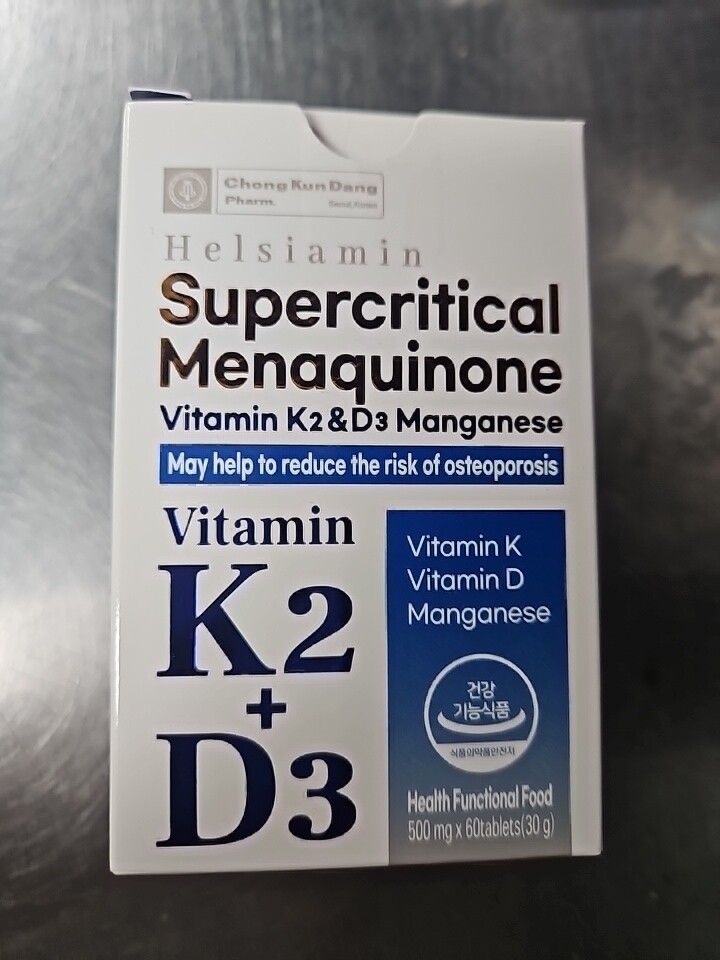 Chong Kun Dang
Pharm. Seoul, Korea
Helsiamin
Supercritical
Menaquinone
Vitamin K2&D3 Manganese
May help to reduce the risk of osteoporosis
Vitamin
K2
+
D3
Vitamin K
Vitamin D
Manganese
건강
기능식품
식품의약품안전처
Health Functional Food
500 mg x 60tablets(30 g)